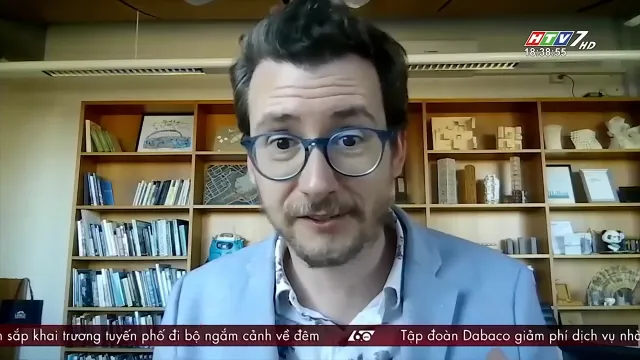 HTV7 HD
18:38:55
n sắp khai trương tuyến phố đi bộ ngắm cảnh về đêm 60 Tập đoàn Dabaco giảm phí dịch vụ nhà